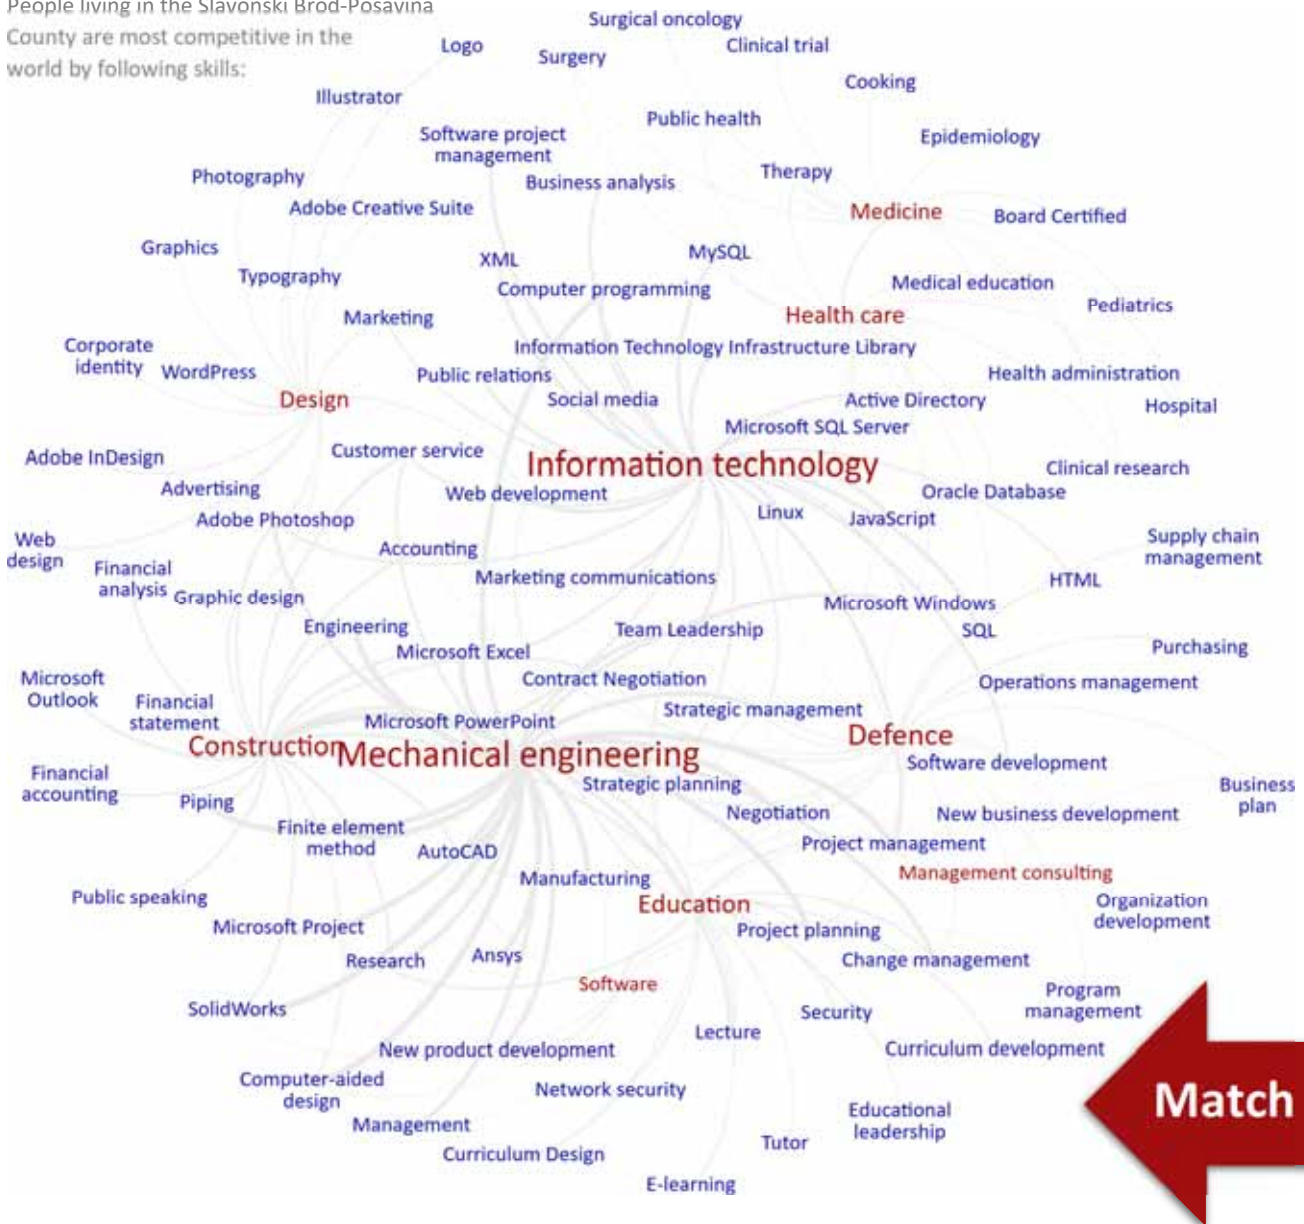 People living in the Slavonski Brod-Posavina
County are most competitive in the
world by following skills:
Surgical oncology
Logo
Clinical trial
Surgery
Cooking
Illustrator
Public health
Software project
management
Epidemiology
Photography
Business analysis
Therapy
Adobe Creative Suite
Medicine
Board Certified
Graphics
XML
MySQL
Typography
Computer programming
Medical education
Pediatrics
Marketing
Health care
Corporate
identity
WordPress
Information Technology Infrastructure Library
Public relations
Health administration
Design
Social media
Active Directory
Hospital
Microsoft SQL Server
Adobe InDesign
Customer service
Information technology
Clinical research
Advertising
Web development
Oracle Database
Adobe Photoshop
Linux
JavaScript
Web
design
Accounting
Supply chain
management
Financial
analysis
Graphic design
Marketing communications
HTML
Microsoft Windows
Engineering
Team Leadership
SQL
Microsoft Excel
Purchasing
Microsoft
Outlook
Contract Negotiation
Operations management
Financial
statement
Microsoft PowerPoint
Strategic management
Construction
Mechanical engineering
Defence
Software development
Financial
accounting
Piping
Strategic planning
Business
plan
Negotiation
New business development
Finite element
method
AutoCAD
Project management
Manufacturing
Management consulting
Public speaking
Education
Organization
development
Microsoft Project
Project planning
Research
Ansys
Change management
Software
Program
management
SolidWorks
Security
Lecture
New product development
Curriculum development
Computer-aided
design
Network security
Match
Management
Educational
leadership
Curriculum Design
Tutor
E-learning